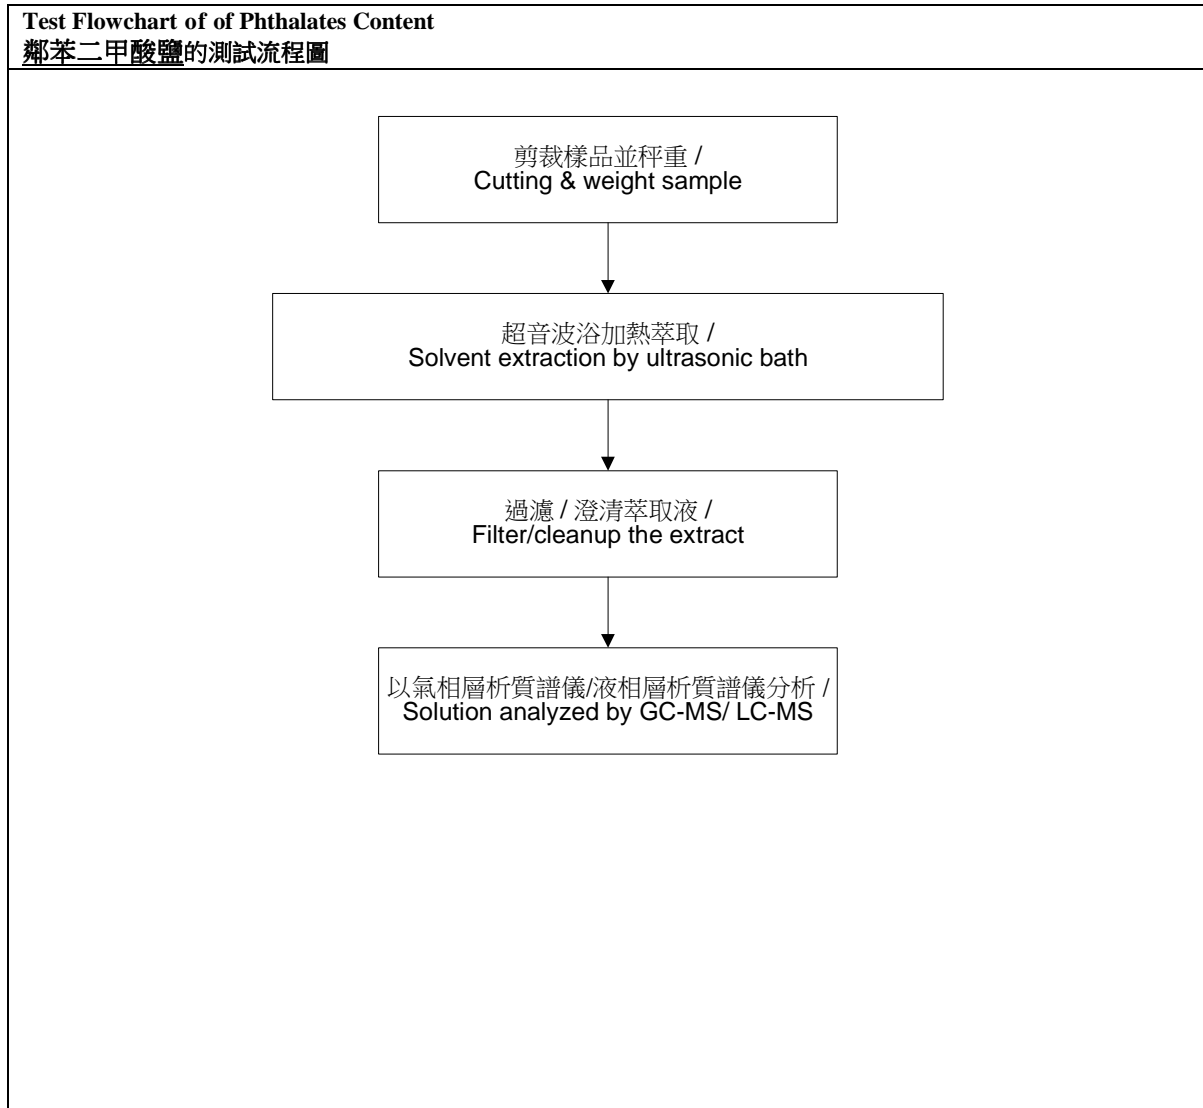 Test Flowchart of of Phthalates Content
鄰苯二甲酸鹽的測試流程圖
剪裁樣品並秤重 /
Cutting & weight sample
超音波浴加熱萃取 /
Solvent extraction by ultrasonic bath
過濾 / 澄清萃取液 /
Filter/cleanup the extract
以氣相層析質譜儀/液相層析質譜儀分析 /
Solution analyzed by GC-MS/ LC-MS